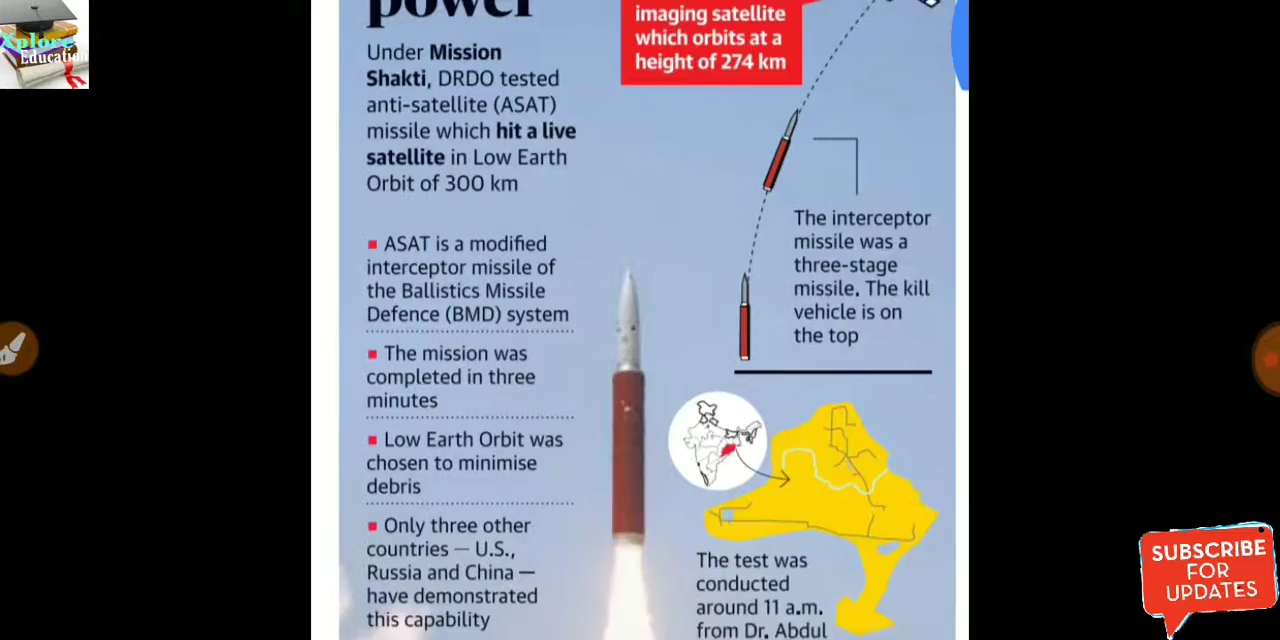 Xplore
Education
power
Under Mission
Shakti, DRDO tested
anti-satellite (ASAT)
missile which hit a live
satellite in Low Earth
Orbit of 300 km
■ ASAT is a modified
interceptor missile of
the Ballistics Missile
Defence (BMD) system
■ The mission was
completed in three
minutes
■ Low Earth Orbit was
chosen to minimise
debris
■ Only three other
countries — U.S.,
Russia and China —
have demonstrated
this capability
imaging satellite
which orbits at a
height of 274 km
The interceptor
missile was a
three-stage
missile. The kill
vehicle is on
the top
The test was
conducted
around 11 a.m.
from Dr. Abdul
SUBSCRIBE
FOR
UPDATES